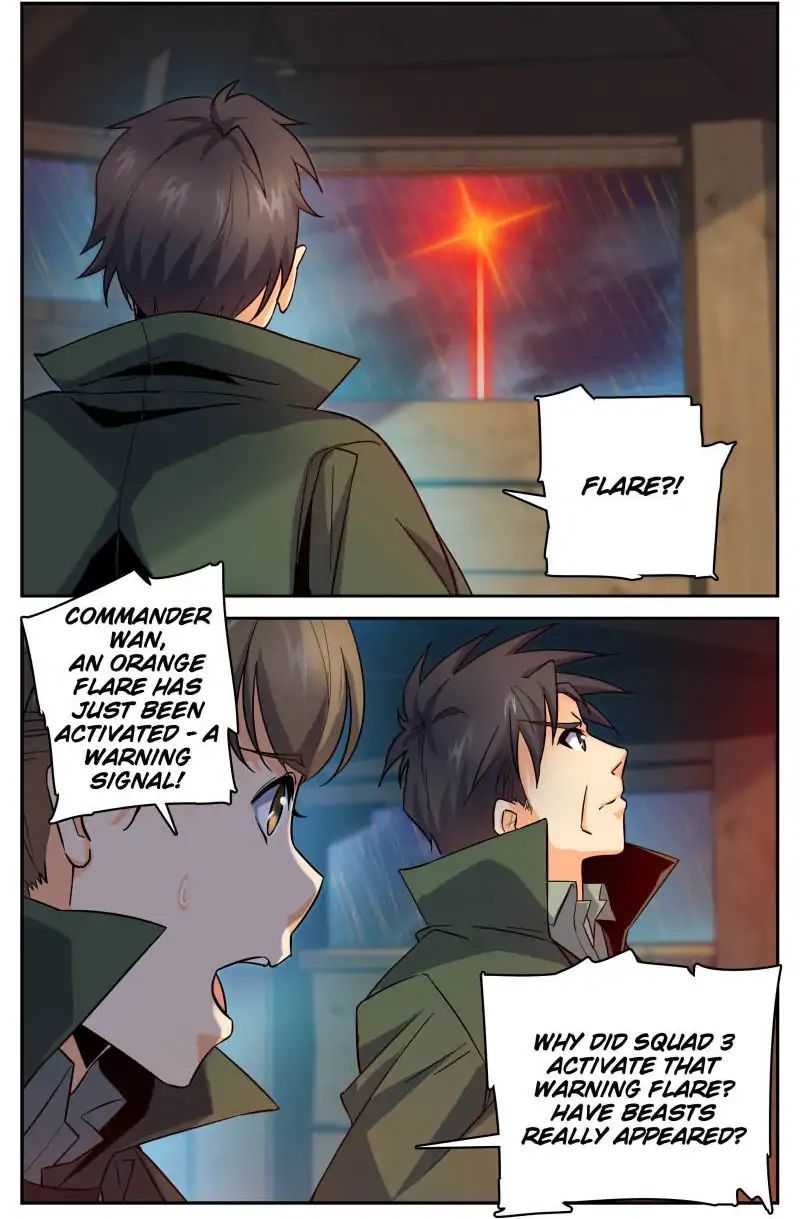 FLARE?!
COMMANDER
WAN,
AN ORANGE
FLARE HAS
JUST BEEN
ACTIVATED - A
WARNING
SIGNAL!
WHY DID SQUAD 3
ACTIVATE THAT
WARNING FLARE?
HAVE BEASTS
REALLY APPEARED?